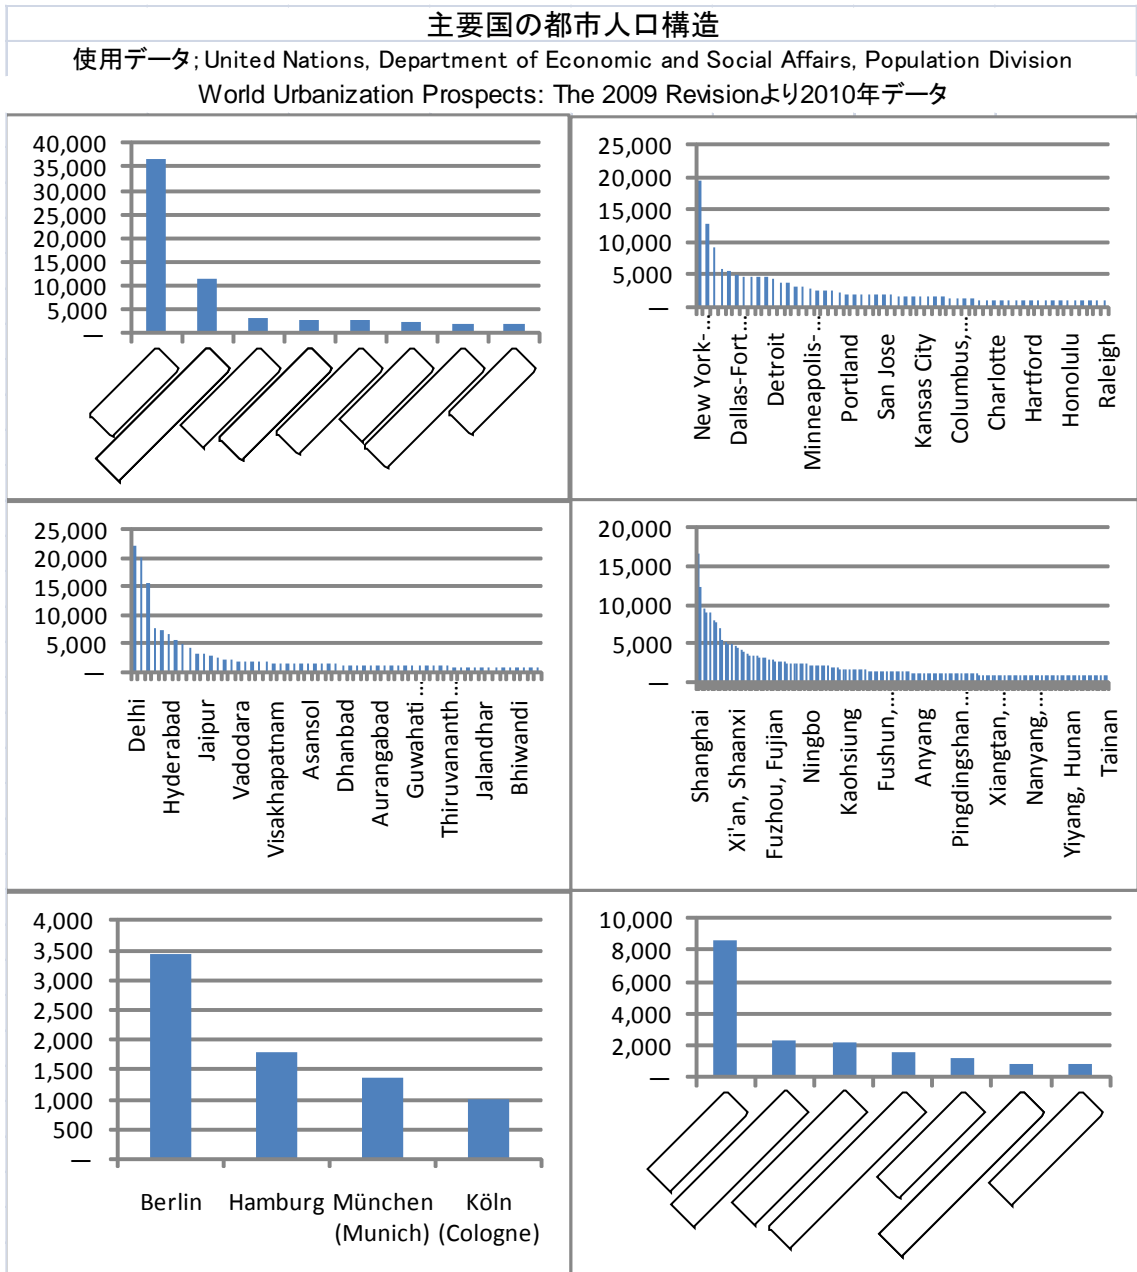 主要国の都市人口構造
使用データ; United Nations, Department of Economic and Social Affairs, Population Division
World Urbanization Prospects: The 2009 Revisionより2010年データ
40,000
35,000
30,000
25,000
20,000
15,000
10,000
5,000
—
25,000
20,000
15,000
10,000
5,000
—
New York-...
Dallas-Fort...
Detroit
Minneapolis-...
Portland
San Jose
Kansas City
Columbus,...
Charlotte
Hartford
Honolulu
Raleigh
25,000
20,000
15,000
10,000
5,000
—
Delhi
Hyderabad
Jaipur
Vadodara
Visakhapatnam
Asansol
Dhanbad
Aurangabad
Guwahati...
Thiruvananth...
Jalandhar
Bhiwandi
20,000
15,000
10,000
5,000
—
Shanghai
Xi'an, Shaanxi
Fuzhou, Fujian
Ningbo
Kaohsiung
Fushun,...
Anyang
Pingdingshan...
Xiangtan,...
Nanyang,...
Yiyang, Hunan
Tainan
4,000
3,500
3,000
2,500
2,000
1,500
1,000
500
—
Berlin
Hamburg
München
(Munich)
Köln
(Cologne)
10,000
8,000
6,000
4,000
2,000
—